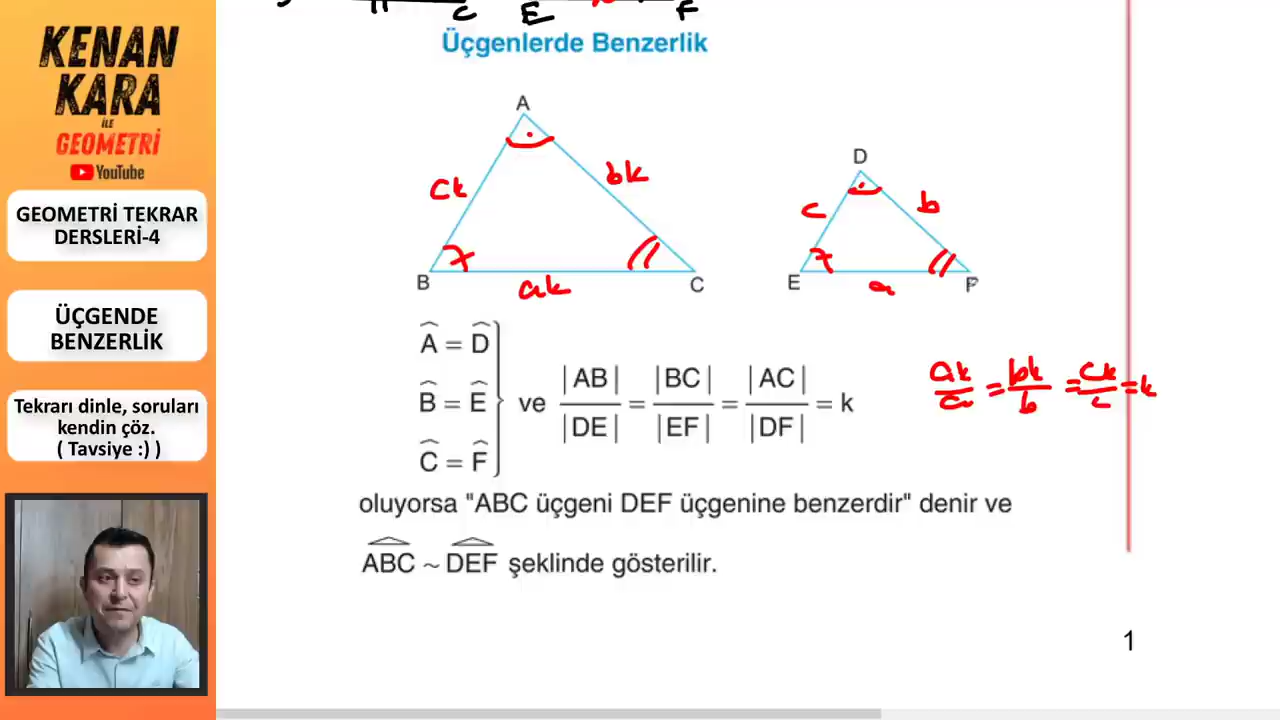 KENAN
KARA
İLE
GEOMETRİ
YouTube
GEOMETRİ TEKRAR
DERSLERİ-4
ÜÇGENDE
BENZERLİK
Tekrarı dinle, soruları
kendin çöz.
( Tavsiye :) )
C E F
Üçgenlerde Benzerlik
A
ck bk
B ak C
D
c b
E a F
Â = D̂
B̂ = Ê
Ĉ = F̂
ve |AB| / |DE| = |BC| / |EF| = |AC| / |DF| = k
ak/a = bk/b = ck/c = k
oluyorsa "ABC üçgeni DEF üçgenine benzerdir" denir ve
ABC ~ DEF şeklinde gösterilir.
1